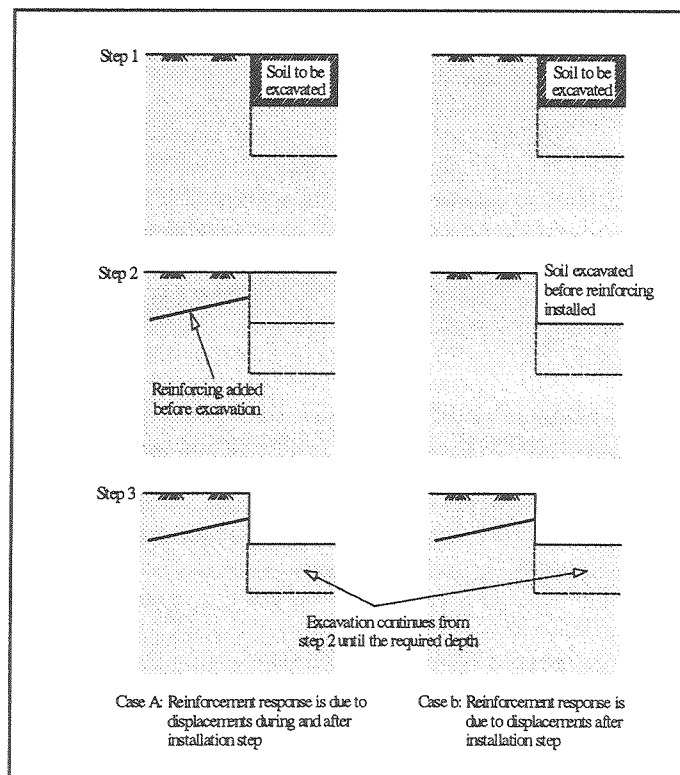 Step 1
Soil to be
excavated
Soil to be
excavated
Step 2
Reinforcing added
before excavation
Soil excavated
before reinforcing
installed
Step 3
Excavation continues from
step 2 until the required depth
Case A: Reinforcement response is due to
displacements during and after
installation step
Case b: Reinforcement response is
due to displacements after
installation step